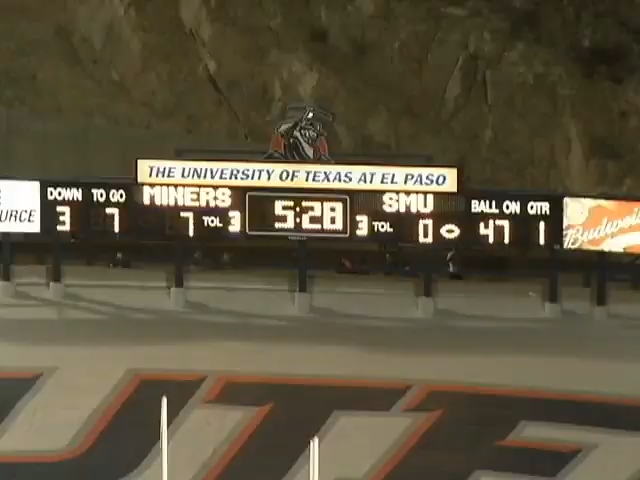 THE UNIVERSITY OF TEXAS AT EL PASO
URCE
DOWN TO GO MINERS SMU BALL ON QTR
3 7 7 TOL 3 5:28 3 TOL 0 47 1
Budweis
UTE